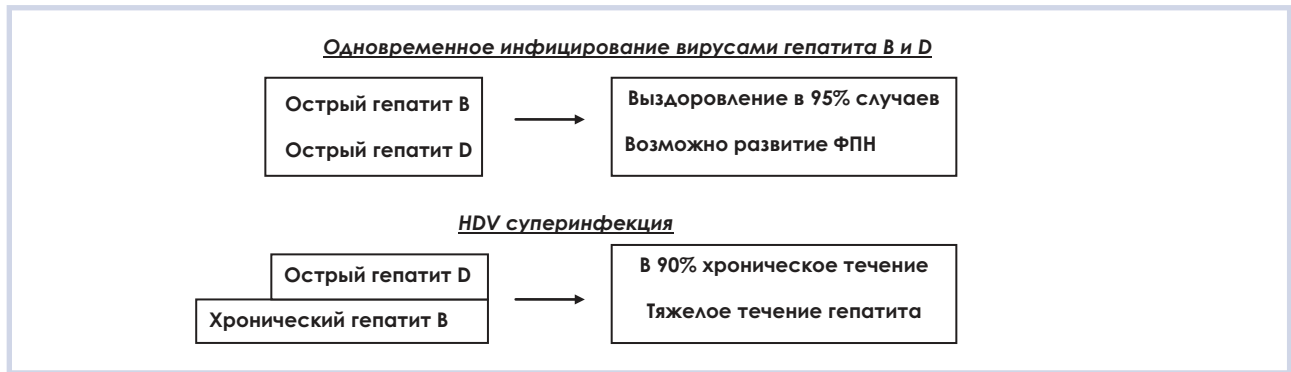 Одновременное инфицирование вирусами гепатита В и D
Острый гепатит В
Острый гепатит D
Выздоровление в 95% случаев
Возможно развитие ФПН
HDV суперинфекция
Острый гепатит D
Хронический гепатит В
В 90% хроническое течение
Тяжелое течение гепатита